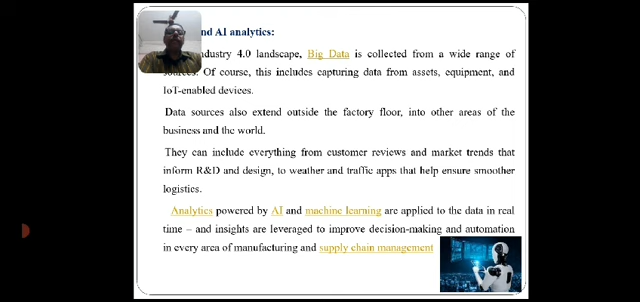 nd AI analytics:
ndustry 4.0 landscape, Big Data is collected from a wide range of
sources. Of course, this includes capturing data from assets, equipment, and
IoT-enabled devices.
Data sources also extend outside the factory floor, into other areas of the
business and the world.
They can include everything from customer reviews and market trends that
inform R&D and design, to weather and traffic apps that help ensure smoother
logistics.
Analytics powered by AI and machine learning are applied to the data in real
time – and insights are leveraged to improve decision-making and automation
in every area of manufacturing and supply chain management